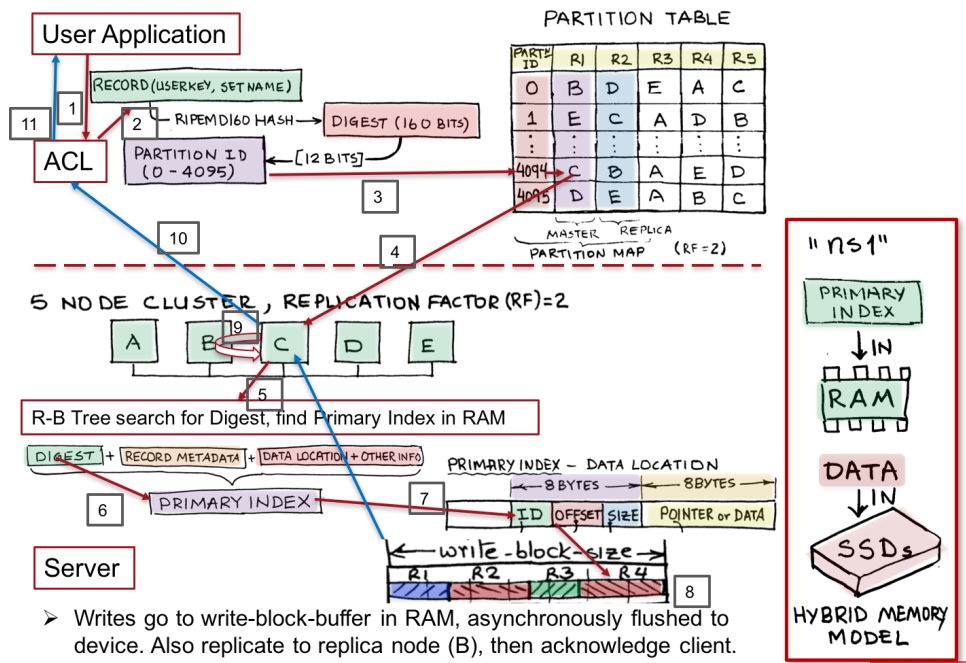 User Application
PARTITION TABLE
PARTN ID R1 R2 R3 R4 R5
0 B D E A C
1 E C A D B
4094 C B A E D
4095 D E A B C
MASTER REPLICA
PARTITION MAP (RF=2)
1
11
2
RECORD (USERKEY, SETNAME)
RIPEMD160 HASH
DIGEST (160 BITS)
ACL
[12 BITS]
PARTITION ID
(0-4095)
3
10
4
5 NODE CLUSTER, REPLICATION FACTOR (RF)=2
9
A B C D E
5
R-B Tree search for Digest, find Primary Index in RAM
DIGEST + RECORD METADATA + DATA LOCATION + OTHER INFO
6
PRIMARY INDEX
7
PRIMARY INDEX - DATA LOCATION
8 BYTES 8 BYTES
ID OFFSET SIZE POINTER or DATA
write-block-size
R1 R2 R3 R4
8
Server
➢ Writes go to write-block-buffer in RAM, asynchronously flushed to
device. Also replicate to replica node (B), then acknowledge client.
"ns1"
PRIMARY
INDEX
IN
RAM
DATA
IN
SSDs
HYBRID MEMORY
MODEL